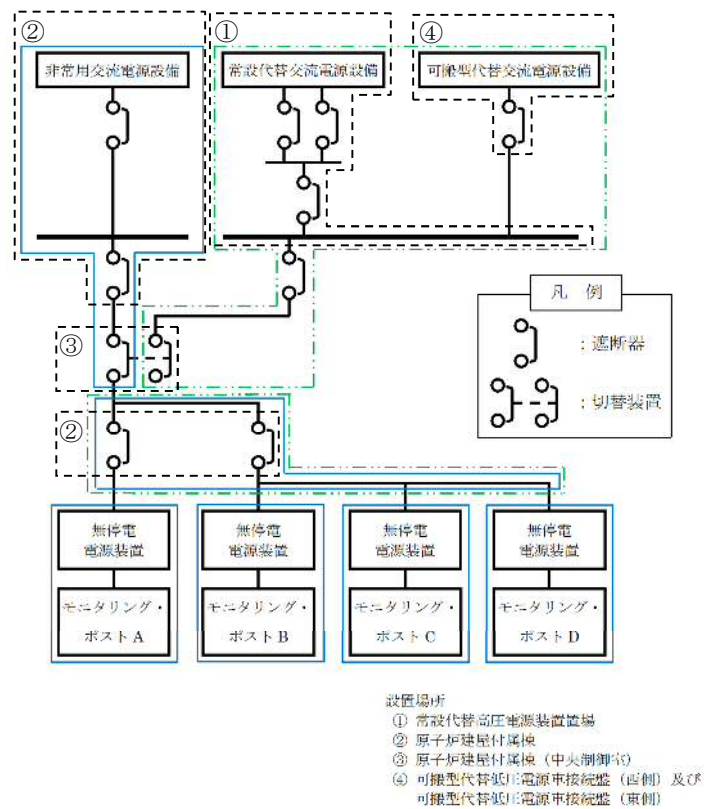 ② ① ④
非常用交流電源設備 常設代替交流電源設備 可搬型代替交流電源設備
凡 例
：遮断器
：切替装置
③
②
無停電 無停電 無停電 無停電
電源装置 電源装置 電源装置 電源装置
モニタリング・ モニタリング・ モニタリング・ モニタリング・
ポストA ポストB ポストC ポストD
設置場所
① 常設代替高圧電源装置置場
② 原子炉建屋付属棟
③ 原子炉建屋付属棟（中央制御室）
④ 可搬型代替低圧電源車接続盤（西側）及び
可搬型代替低圧電源車接続盤（東側）